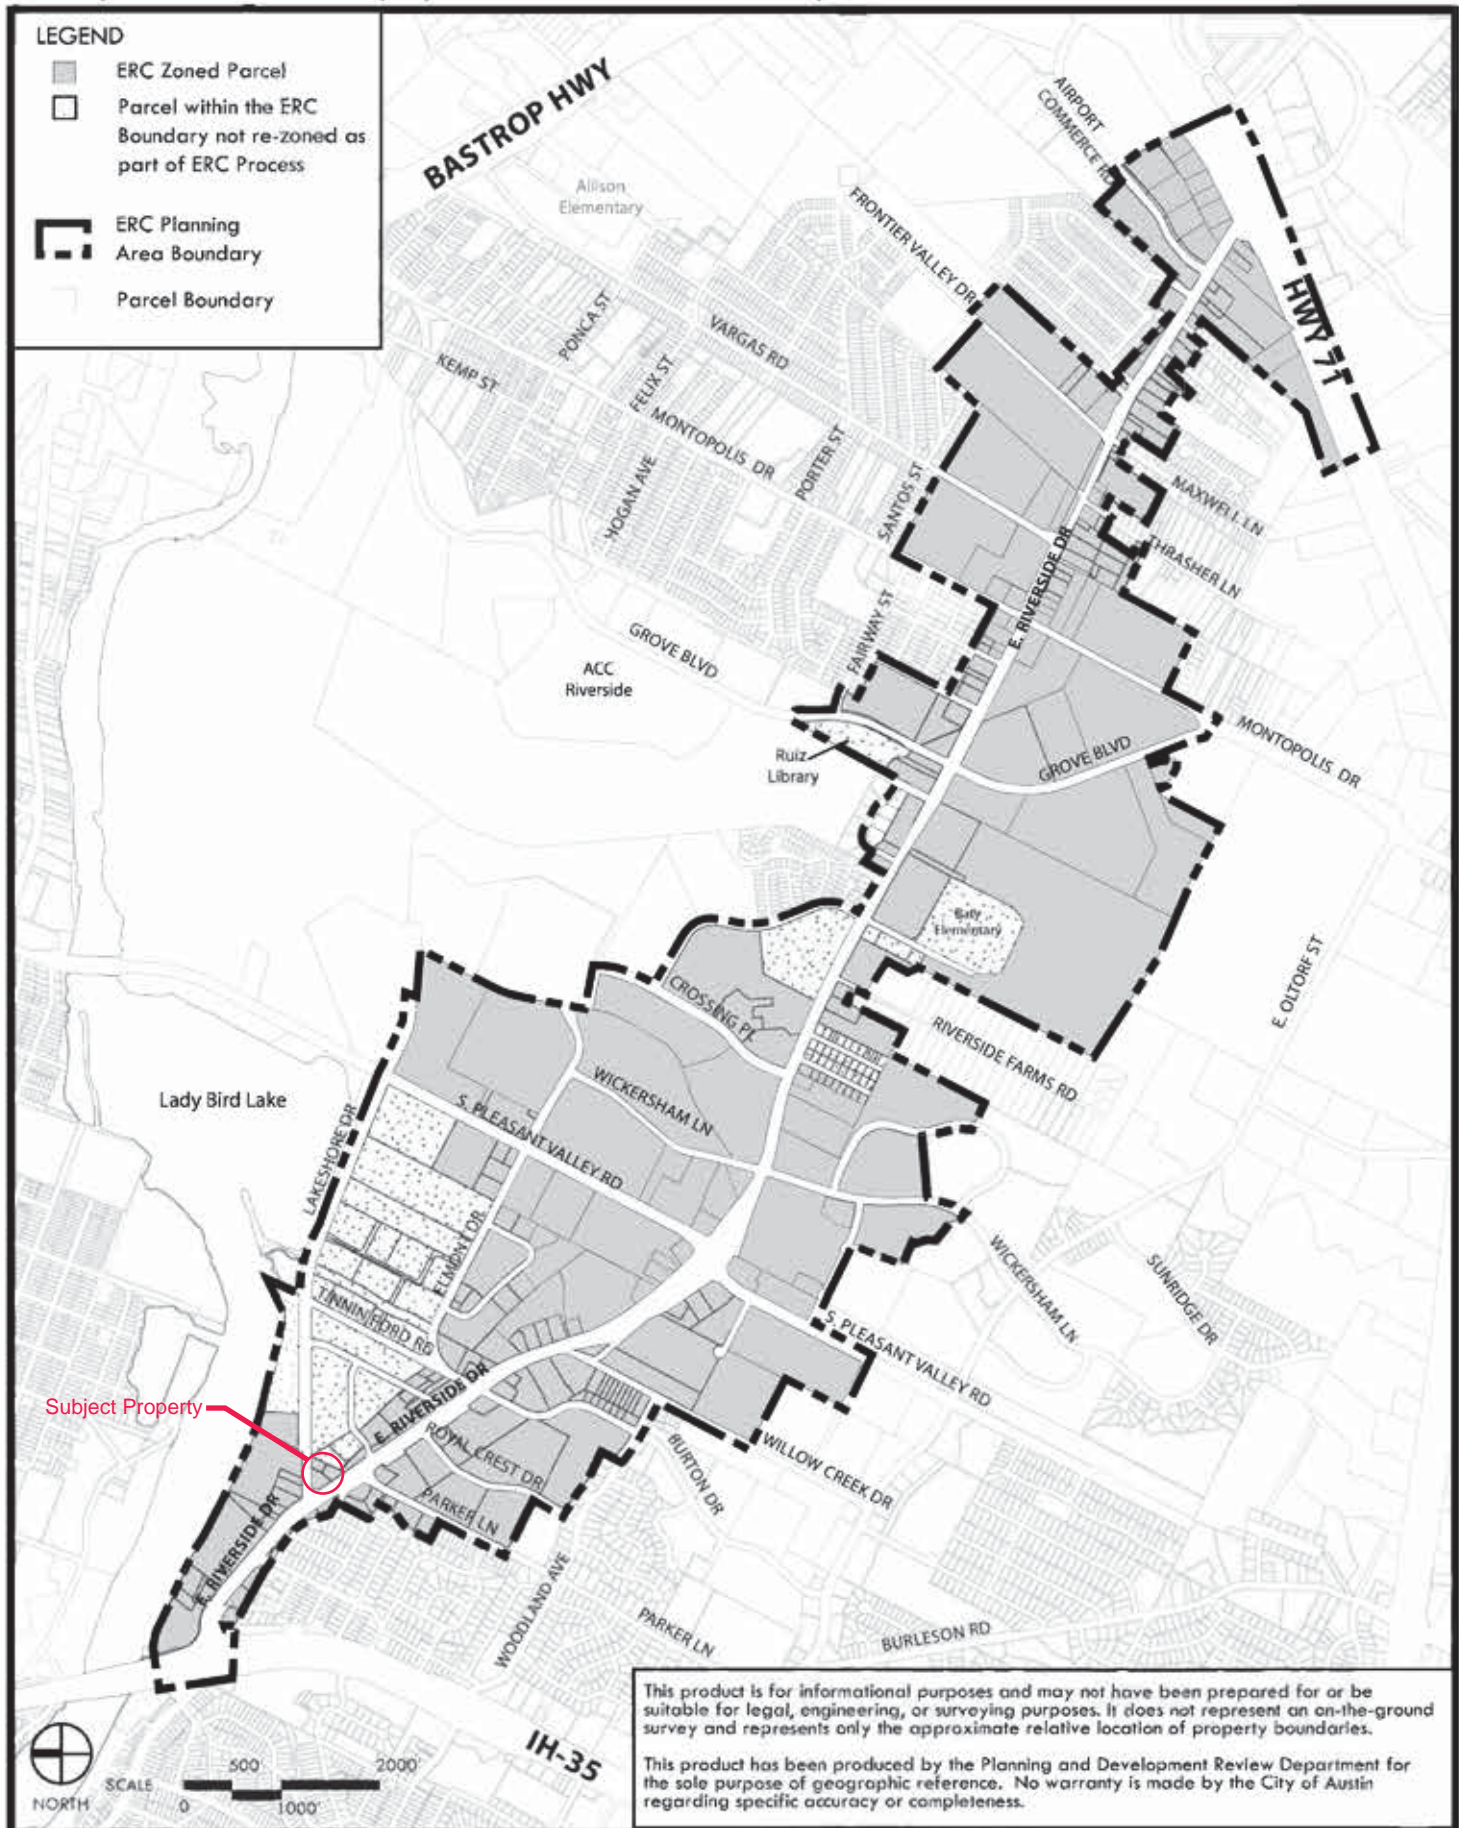 LEGEND
ERC Zoned Parcel
Parcel within the ERC
Boundary not re-zoned as
part of ERC Process
ERC Planning
Area Boundary
Parcel Boundary
BASTROP HWY
Allison
Elementary
AIRPORT
COMMERCE RD
FRONTIER VALLEY DR
HWY 71
PONCA ST
VARGAS RD
KEMP ST
FELIX ST
MONTOPOLIS DR
PORTER ST
HOGAN AVE
SANTOS ST
MAXWELL LN
THRASHER LN
E. RIVERSIDE DR
FAIRWAY ST
GROVE BLVD
ACC
Riverside
Ruiz
Library
GROVE BLVD
MONTOPOLIS DR
Baty
Elementary
E. OLTORF ST
CROSSING PL
RIVERSIDE FARMS RD
WICKERSHAM LN
Lady Bird Lake
S. PLEASANT VALLEY RD
LAKESHORE DR
ELMONT DR
WICKERSHAM LN
SUNRIDGE DR
TINNIN FORD RD
S. PLEASANT VALLEY RD
E. RIVERSIDE DR
Subject Property
ROYAL CREST DR
BURTON DR
WILLOW CREEK DR
PARKER LN
E. RIVERSIDE DR
WOODLAND AVE
PARKER LN
BURLESON RD
IH-35
NORTH
SCALE
500'
2000'
0
1000'
This product is for informational purposes and may not have been prepared for or be
suitable for legal, engineering, or surveying purposes. It does not represent an on-the-ground
survey and represents only the approximate relative location of property boundaries.
This product has been produced by the Planning and Development Review Department for
the sole purpose of geographic reference. No warranty is made by the City of Austin
regarding specific accuracy or completeness.